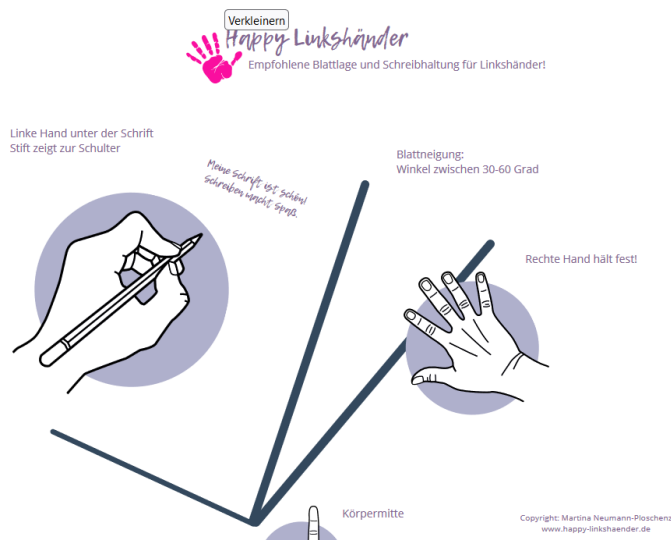 Verkleinern
Happy Linkshänder
Empfohlene Blattlage und Schreibhaltung für Linkshänder!
Linke Hand unter der Schrift
Stift zeigt zur Schulter
Meine Schrift ist schön!
Schreiben macht Spaß.
Blattneigung:
Winkel zwischen 30-60 Grad
Rechte Hand hält fest!
Körpermitte
Copyright: Martina Neumann-Ploschens
www.happy-linkshaender.de